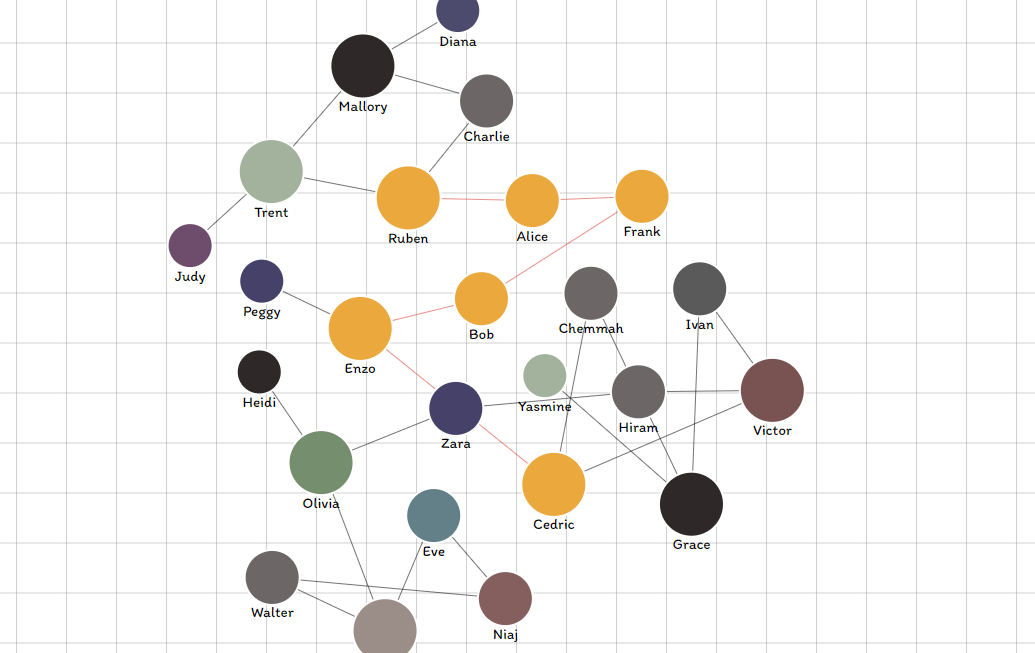 Diana
Mallory
Charlie
Trent
Ruben
Alice
Frank
Judy
Peggy
Enzo
Bob
Chemmah
Ivan
Heidi
Yasmine
Zara
Hiram
Victor
Olivia
Cedric
Grace
Eve
Walter
Niaj